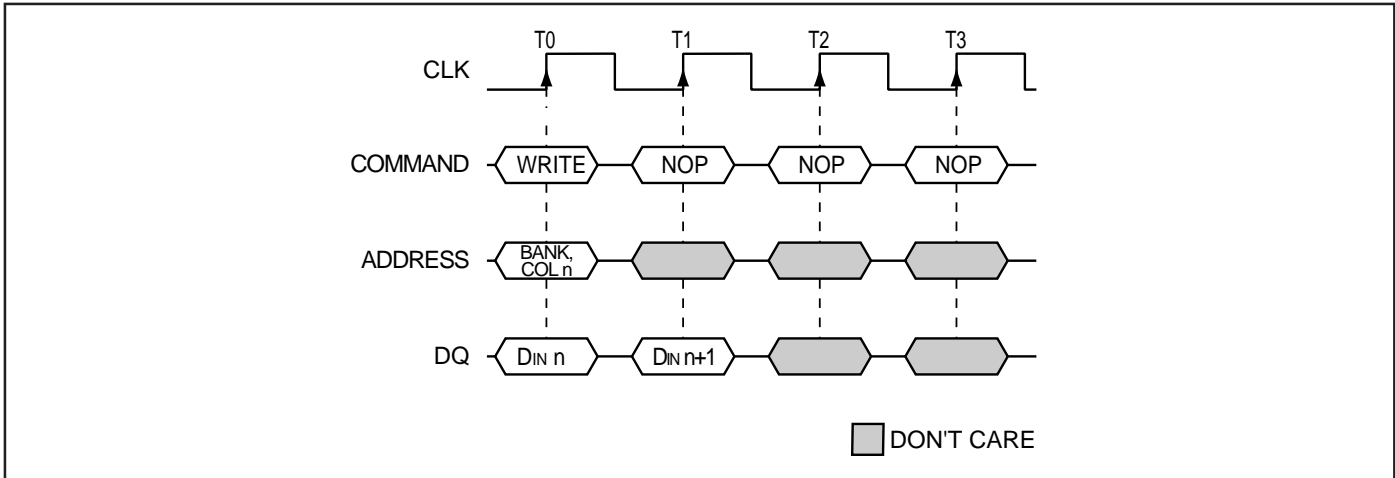 T0 T1 T2 T3
CLK
COMMAND WRITE NOP NOP NOP
ADDRESS BANK,
COL n
DQ DIN n DIN n+1
DON'T CARE